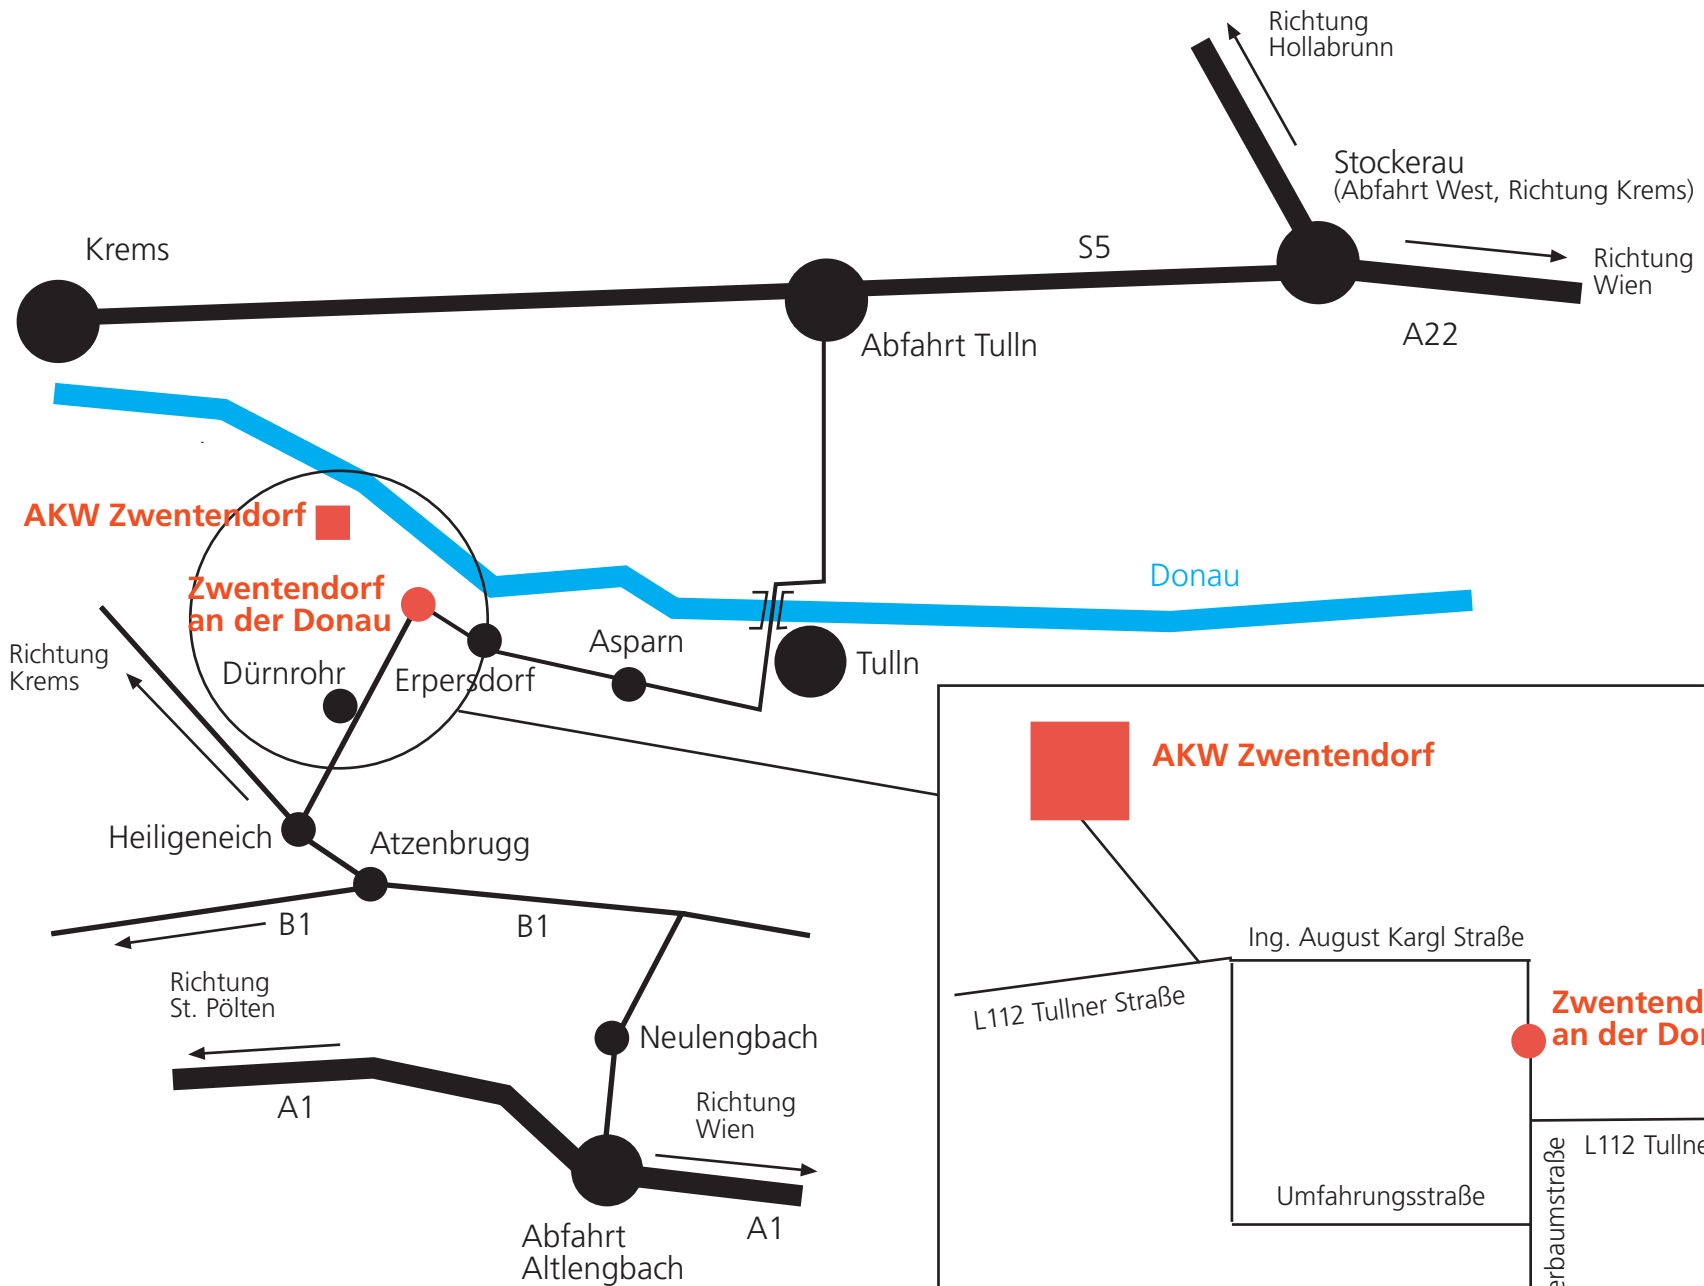 Richtung
Hollabrunn
Stockerau
(Abfahrt West, Richtung Krems)
Krems
S5
Richtung
Wien
A22
Abfahrt Tulln
AKW Zwentendorf
Donau
Zwentendorf
an der Donau
Asparn
Richtung
Krems
Dürnrohr
Erpersdorf
Tulln
AKW Zwentendorf
Heiligeneich
Atzenbrugg
B1
B1
Ing. August Kargl Straße
Richtung
St. Pölten
L112 Tullner Straße
Zwentend
an der Do
Neulengbach
A1
Richtung
Wien
L112 Tullne
erbaumstraße
Umfahrungsstraße
A1
Abfahrt
Altlengbach